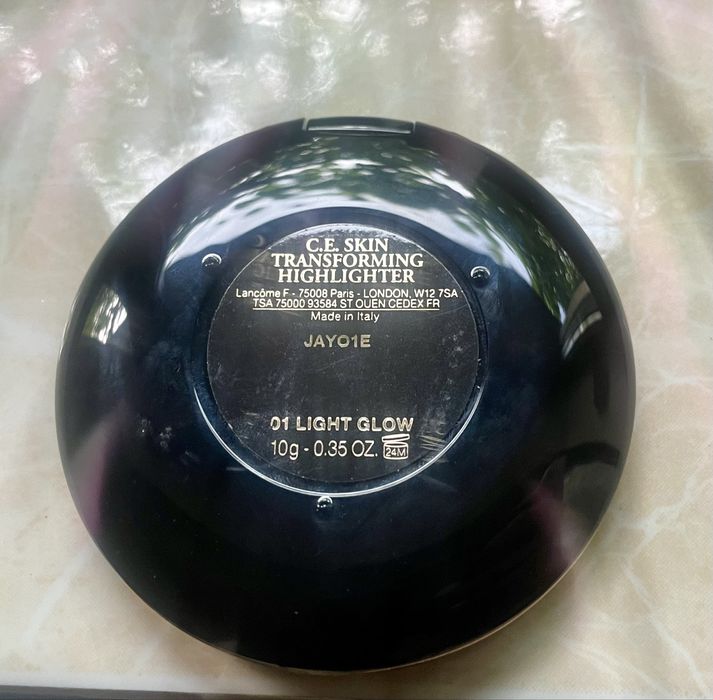 C.E. SKIN
TRANSFORMING
HIGHLIGHTER
Lancôme F - 75008 Paris - LONDON, W12 7SA
TSA 75000 93584 ST OUEN CEDEX FR
Made in Italy
JAYO1E
01 LIGHT GLOW
10g - 0.35 OZ. 24M